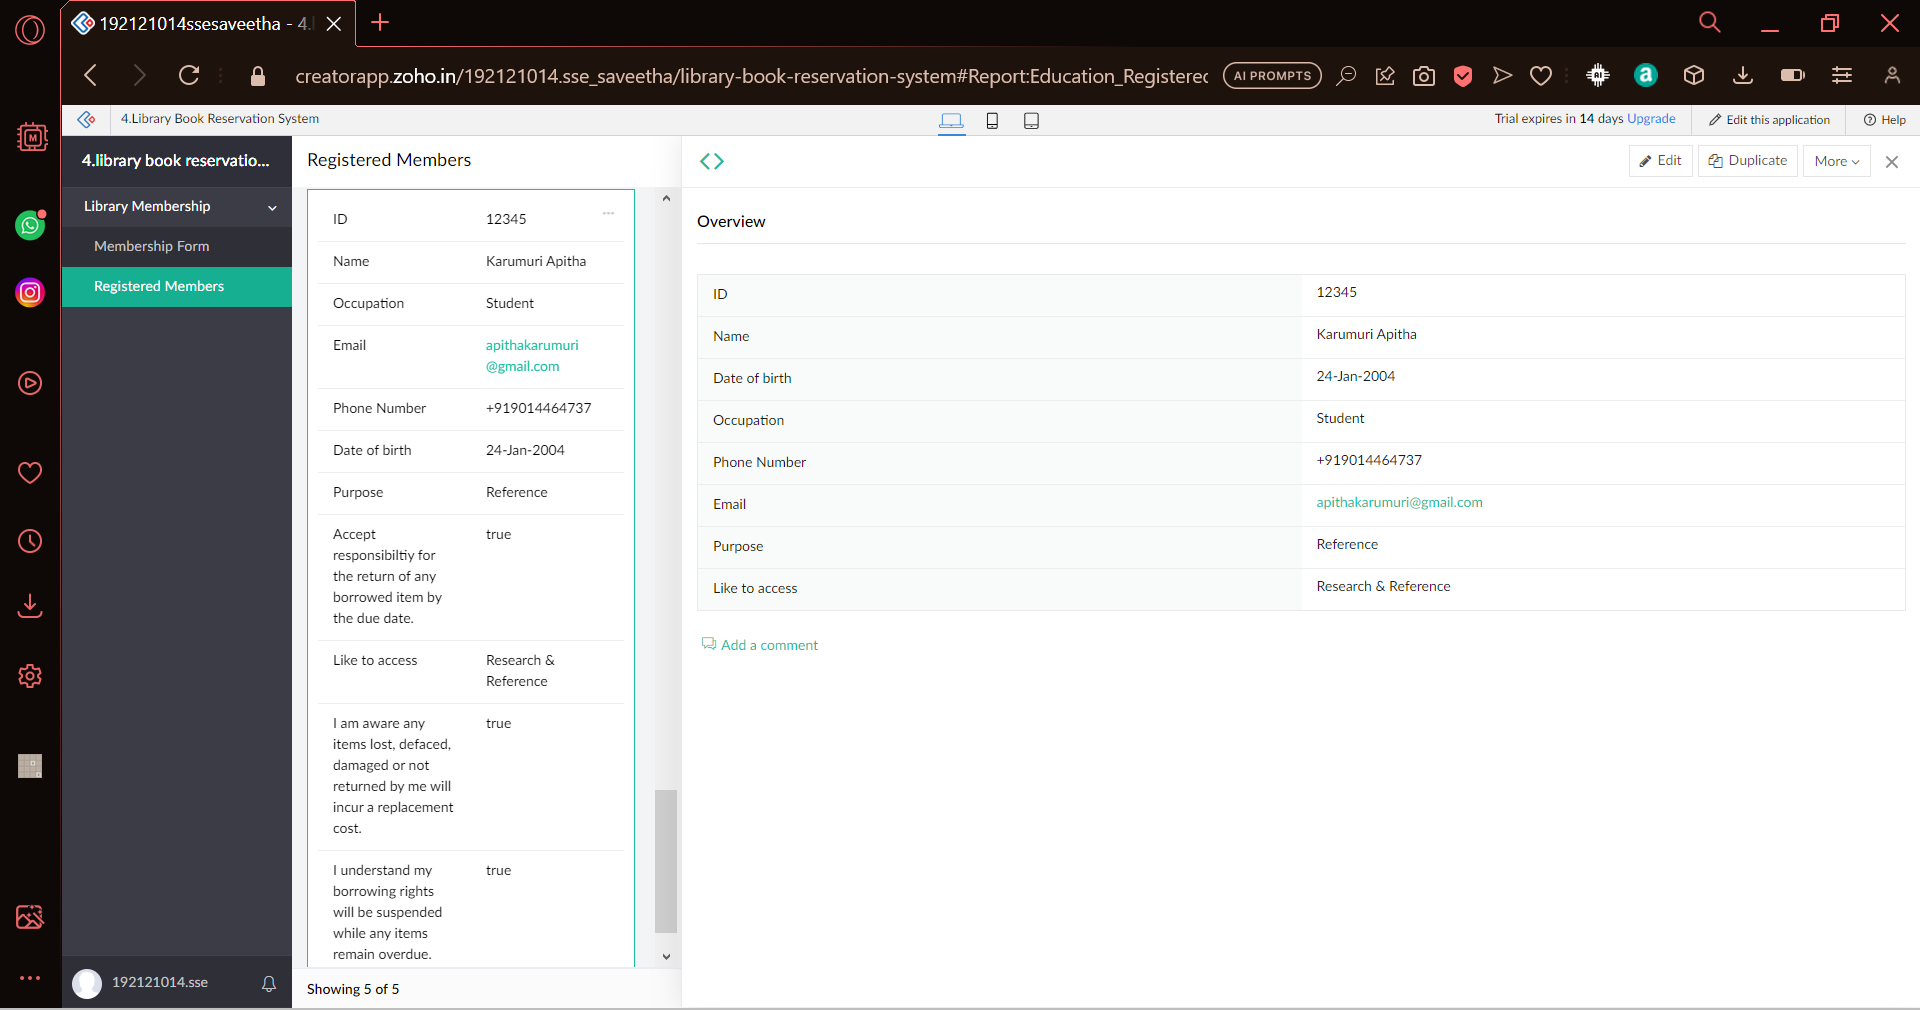 192121014ssesaveetha - 4.
creatorapp.zoho.in/192121014.sse_saveetha/library-book-reservation-system#Report:Education_Registered
AI PROMPTS
4.Library Book Reservation System
Trial expires in 14 days Upgrade
Edit this application
Help
4.library book reservatio...
Library Membership
Membership Form
Registered Members
192121014.sse
Registered Members
ID 12345
Name Karumuri Apitha
Occupation Student
Email apithakarumuri
@gmail.com
Phone Number +919014464737
Date of birth 24-Jan-2004
Purpose Reference
Accept true
responsibiltiy for
the return of any
borrowed item by
the due date.
Like to access Research &
Reference
I am aware any true
items lost, defaced,
damaged or not
returned by me will
incur a replacement
cost.
I understand my true
borrowing rights
will be suspended
while any items
remain overdue.
Showing 5 of 5
Edit
Duplicate
More
Overview
ID 12345
Name Karumuri Apitha
Date of birth 24-Jan-2004
Occupation Student
Phone Number +919014464737
Email apithakarumuri@gmail.com
Purpose Reference
Like to access Research & Reference
Add a comment